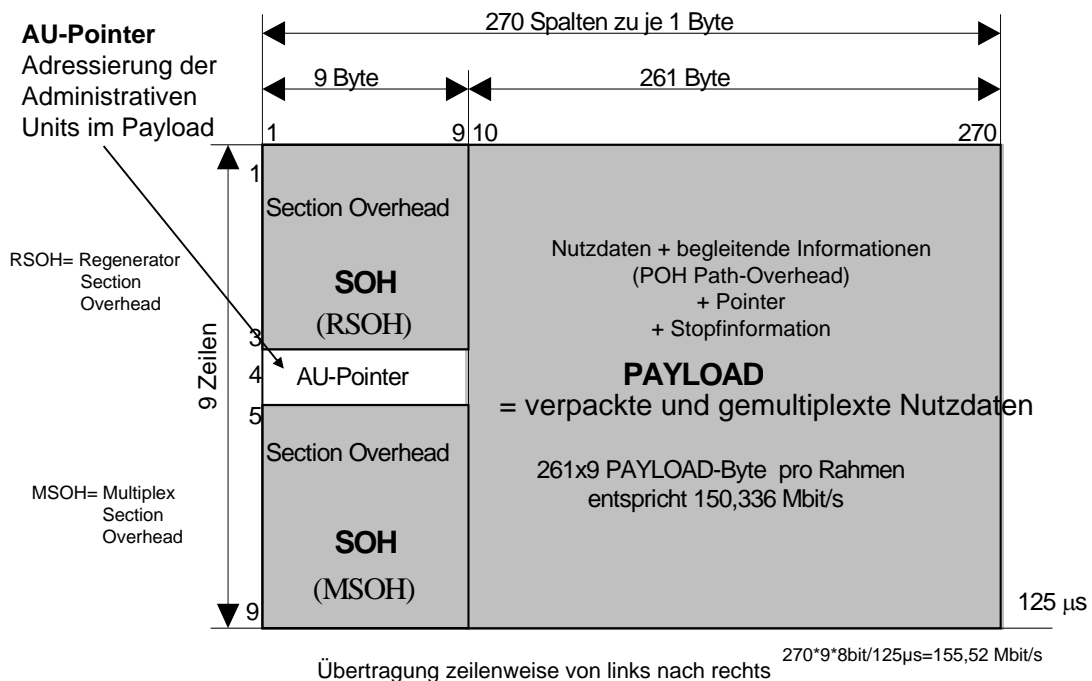 270 Spalten zu je 1 Byte
AU-Pointer
Adressierung der
Administrativen
Units im Payload
9 Byte
261 Byte
1
9
10
270
1
Section Overhead
RSOH= Regenerator
Section
Overhead
SOH
(RSOH)
Nutzdaten + begleitende Informationen
(POH Path-Overhead)
+ Pointer
+ Stopfinformation
3
4
AU-Pointer
5
9 Zeilen
PAYLOAD
= verpackte und gemultiplexte Nutzdaten
Section Overhead
261x9 PAYLOAD-Byte pro Rahmen
entspricht 150,336 Mbit/s
MSOH= Multiplex
Section
Overhead
SOH
(MSOH)
9
125 µs
270*9*8bit/125µs=155,52 Mbit/s
Übertragung zeilenweise von links nach rechts